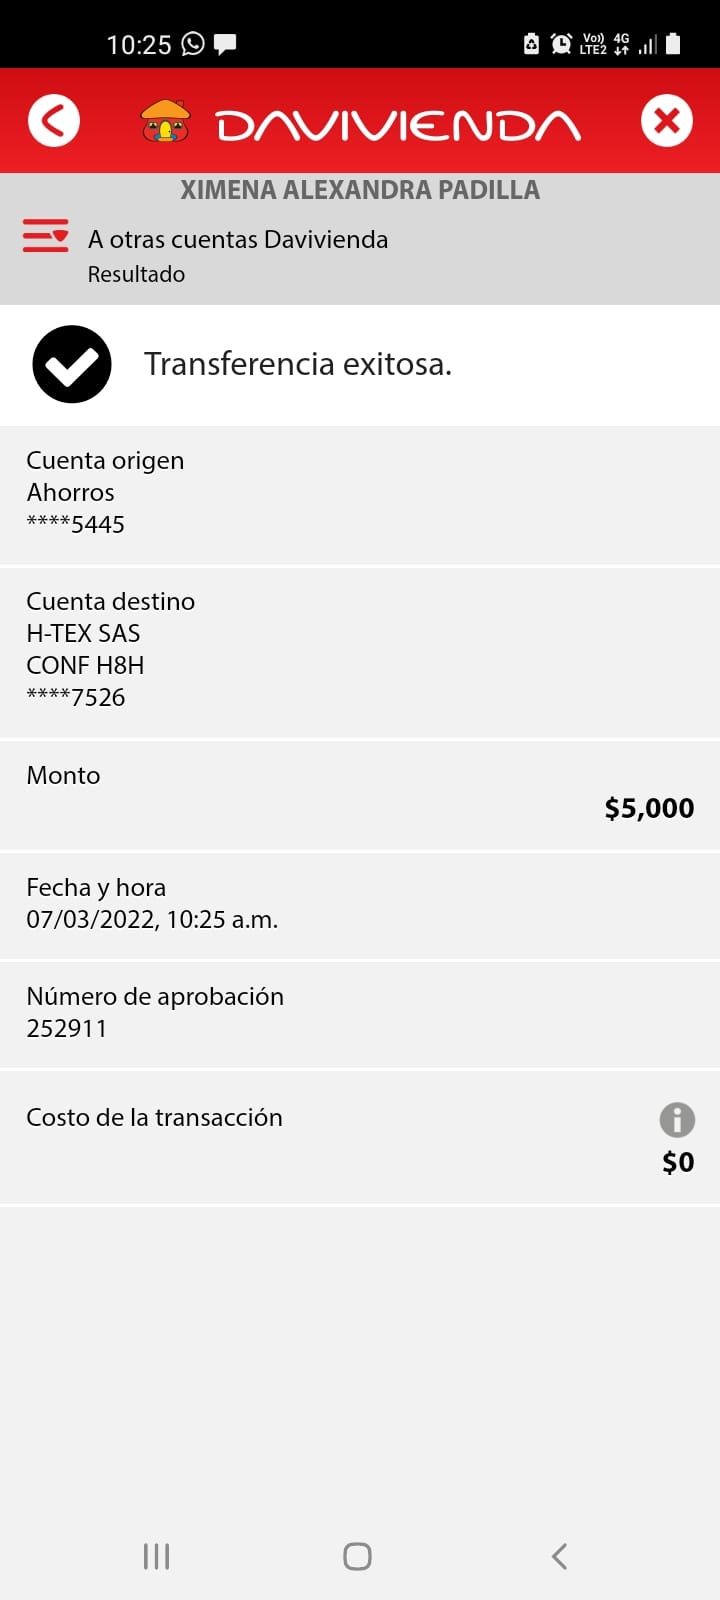 10:25
Vo)) 4G
LTE2
DAVIVIENDA
XIMENA ALEXANDRA PADILLA
A otras cuentas Davivienda
Resultado
Transferencia exitosa.
Cuenta origen
Ahorros
****5445
Cuenta destino
H-TEX SAS
CONF H8H
****7526
Monto
$5,000
Fecha y hora
07/03/2022, 10:25 a.m.
Número de aprobación
252911
Costo de la transacción
$0